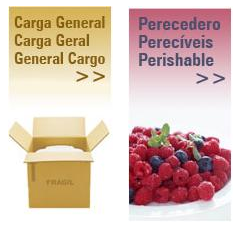 Carga General
Carga Geral
General Cargo
>>
FRAGIL
Perecedero
Perecíveis
Perishable
>>